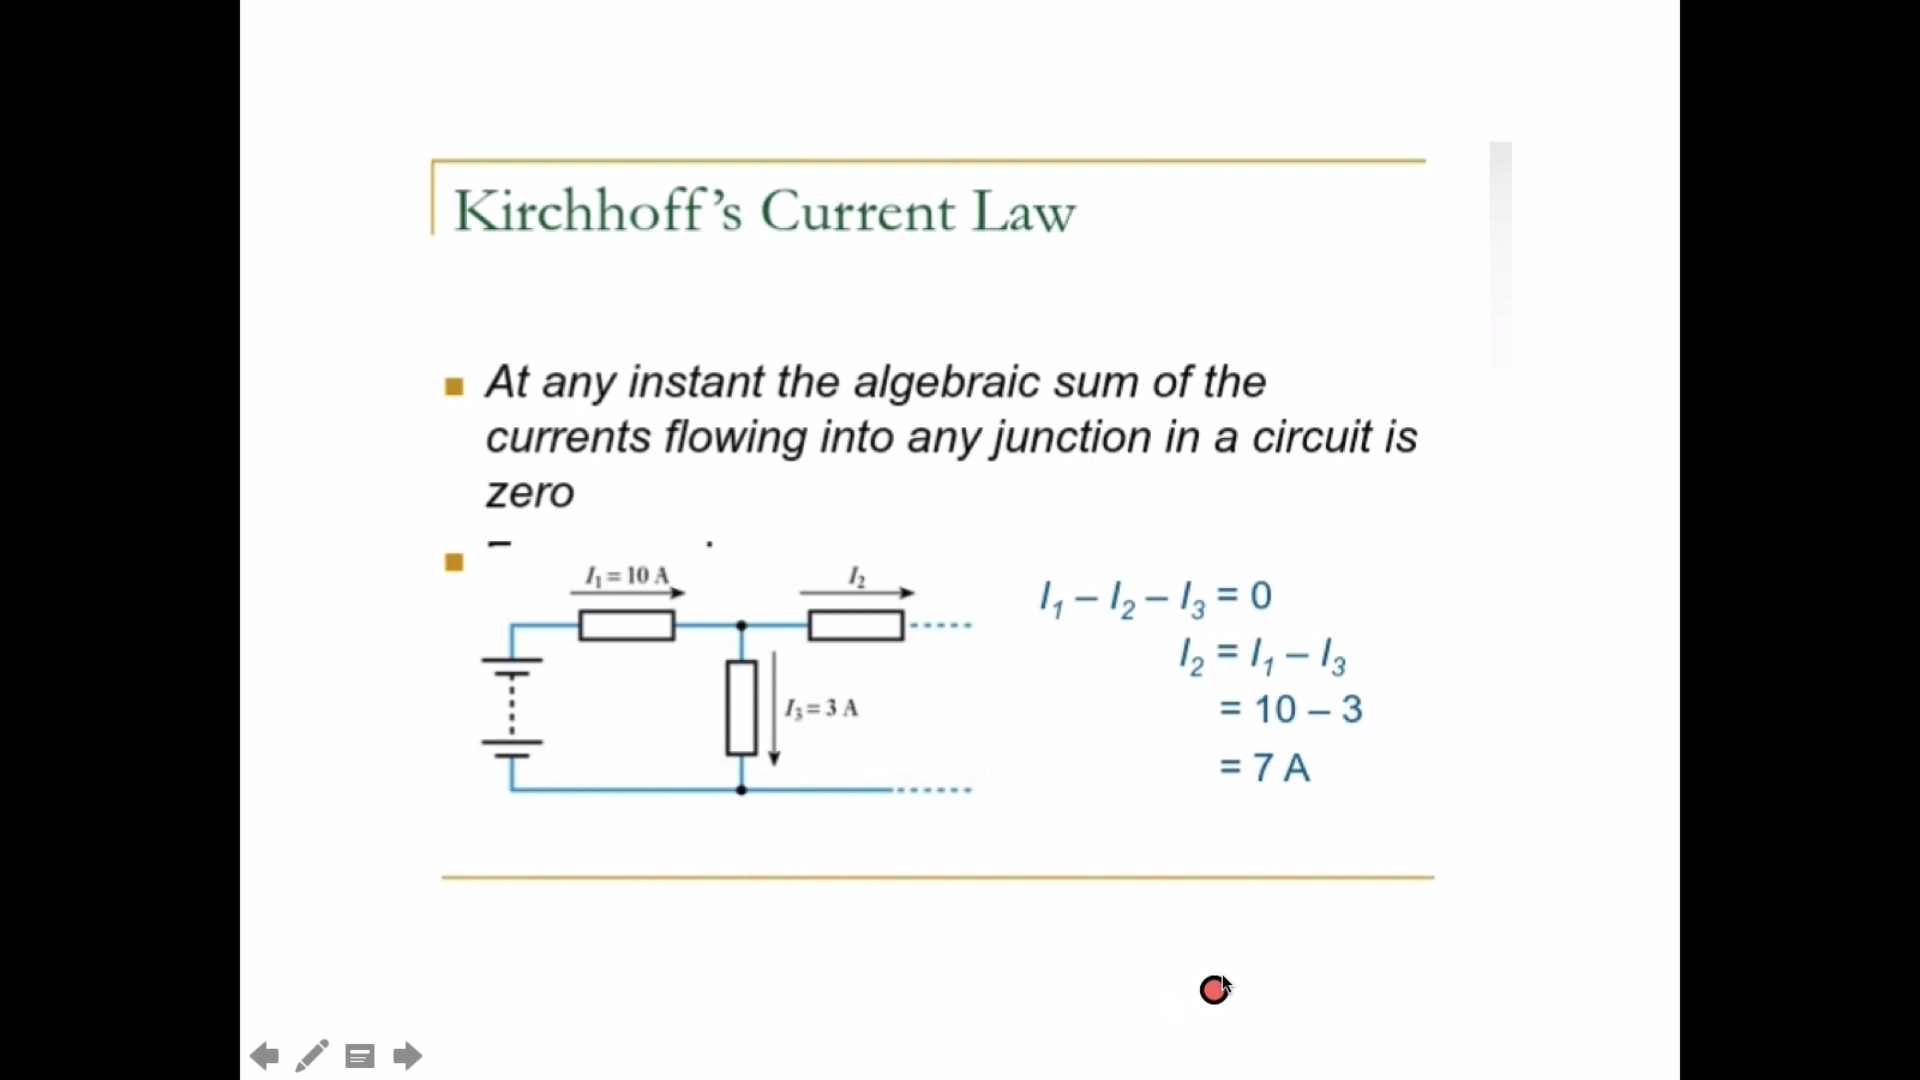 Kirchhoff's Current Law
At any instant the algebraic sum of the
currents flowing into any junction in a circuit is
zero
I₁ = 10 A
I₂
I₃ = 3 A
I₁ – I₂ – I₃ = 0
I₂ = I₁ – I₃
= 10 – 3
= 7 A